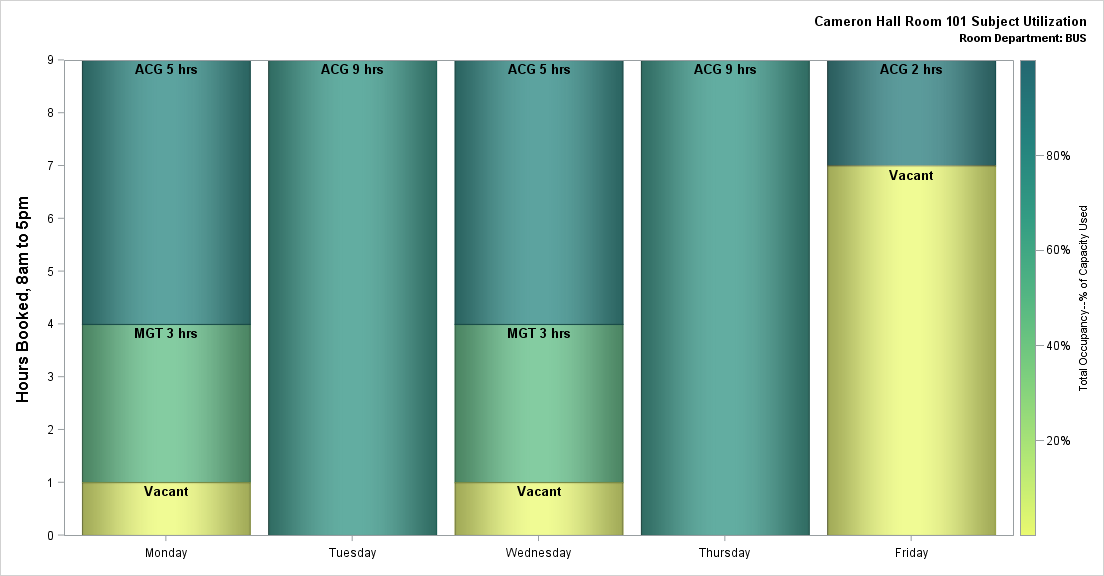 Cameron Hall Room 101 Subject Utilization
Room Department: BUS
Hours Booked, 8am to 5pm
9
8
7
6
5
4
3
2
1
0
ACG 5 hrs
MGT 3 hrs
Vacant
ACG 9 hrs
ACG 5 hrs
MGT 3 hrs
Vacant
ACG 9 hrs
ACG 2 hrs
Vacant
Monday
Tuesday
Wednesday
Thursday
Friday
80%
60%
40%
20%
Total Occupancy--% of Capacity Used